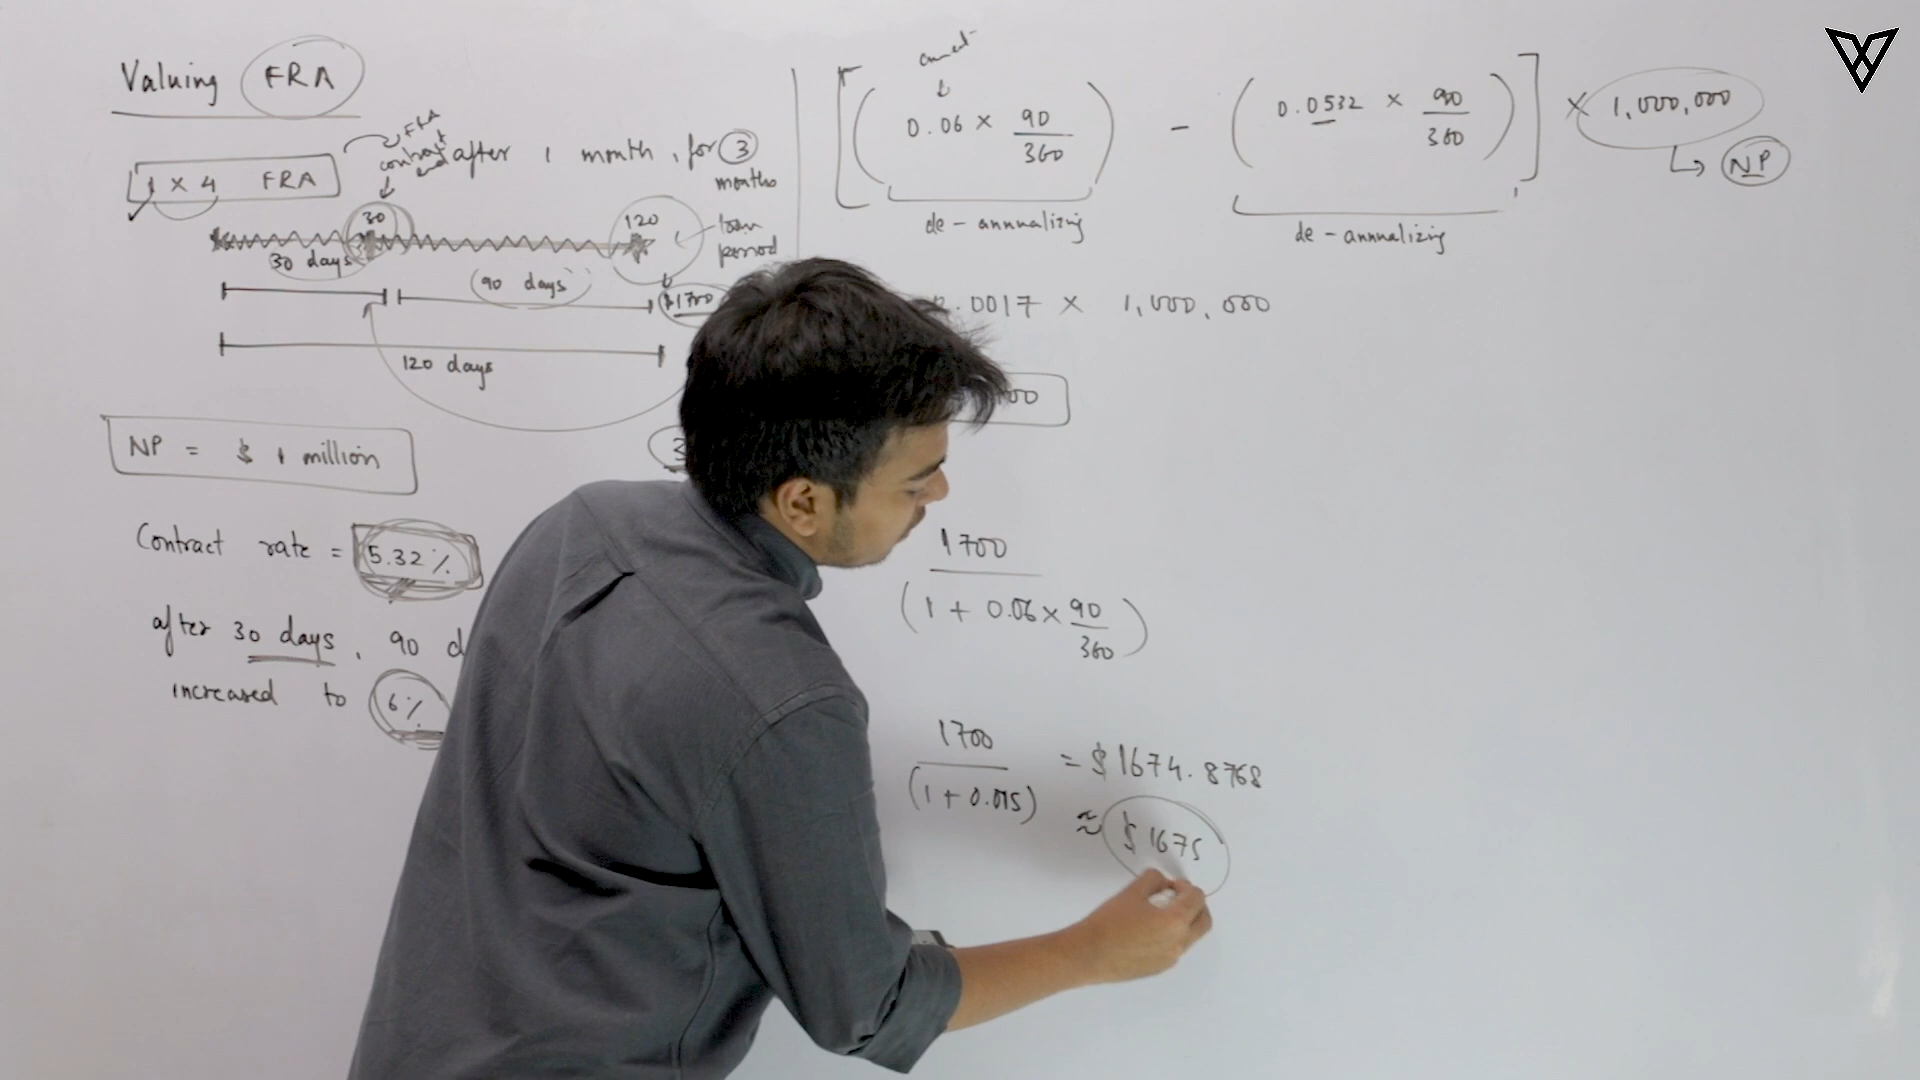 Valuing FRA
1 X 4 FRA
FRA
contract
end
after 1 month, for 3
months
30
120
loan
period
30 days
90 days
$1700
120 days
NP = $ 1 million
Contract rate = 5.32%
after 30 days, 90 d
increased to 6%
[(0.06 × 90/360) - (0.0532 × 90/360)] × 1,000,000
NP
de-annualizing
de-annualizing
.0017 × 1,000,000
1700
(1 + 0.06 × 90/360)
1700
(1 + 0.015)
= $ 1674.8768
≈ $ 1675